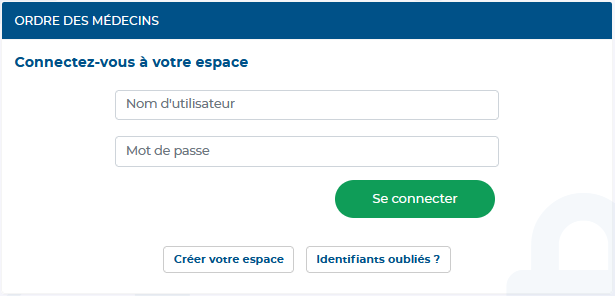 ORDRE DES MÉDECINS
Connectez-vous à votre espace
Nom d'utilisateur
Mot de passe
Se connecter
Créer votre espace
Identifiants oubliés ?